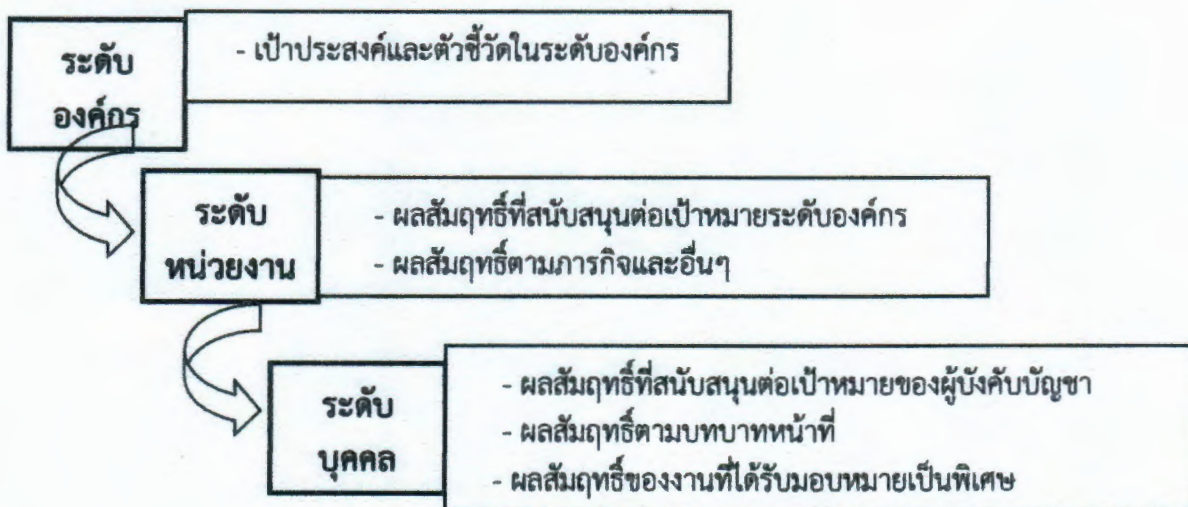 ระดับ
องค์กร
- เป้าประสงค์และตัวชี้วัดในระดับองค์กร
ระดับ
หน่วยงาน
- ผลสัมฤทธิ์ที่สนับสนุนต่อเป้าหมายระดับองค์กร
- ผลสัมฤทธิ์ตามภารกิจและอื่นๆ
ระดับ
บุคคล
- ผลสัมฤทธิ์ที่สนับสนุนต่อเป้าหมายของผู้บังคับบัญชา
- ผลสัมฤทธิ์ตามบทบาทหน้าที่
- ผลสัมฤทธิ์ของงานที่ได้รับมอบหมายเป็นพิเศษ